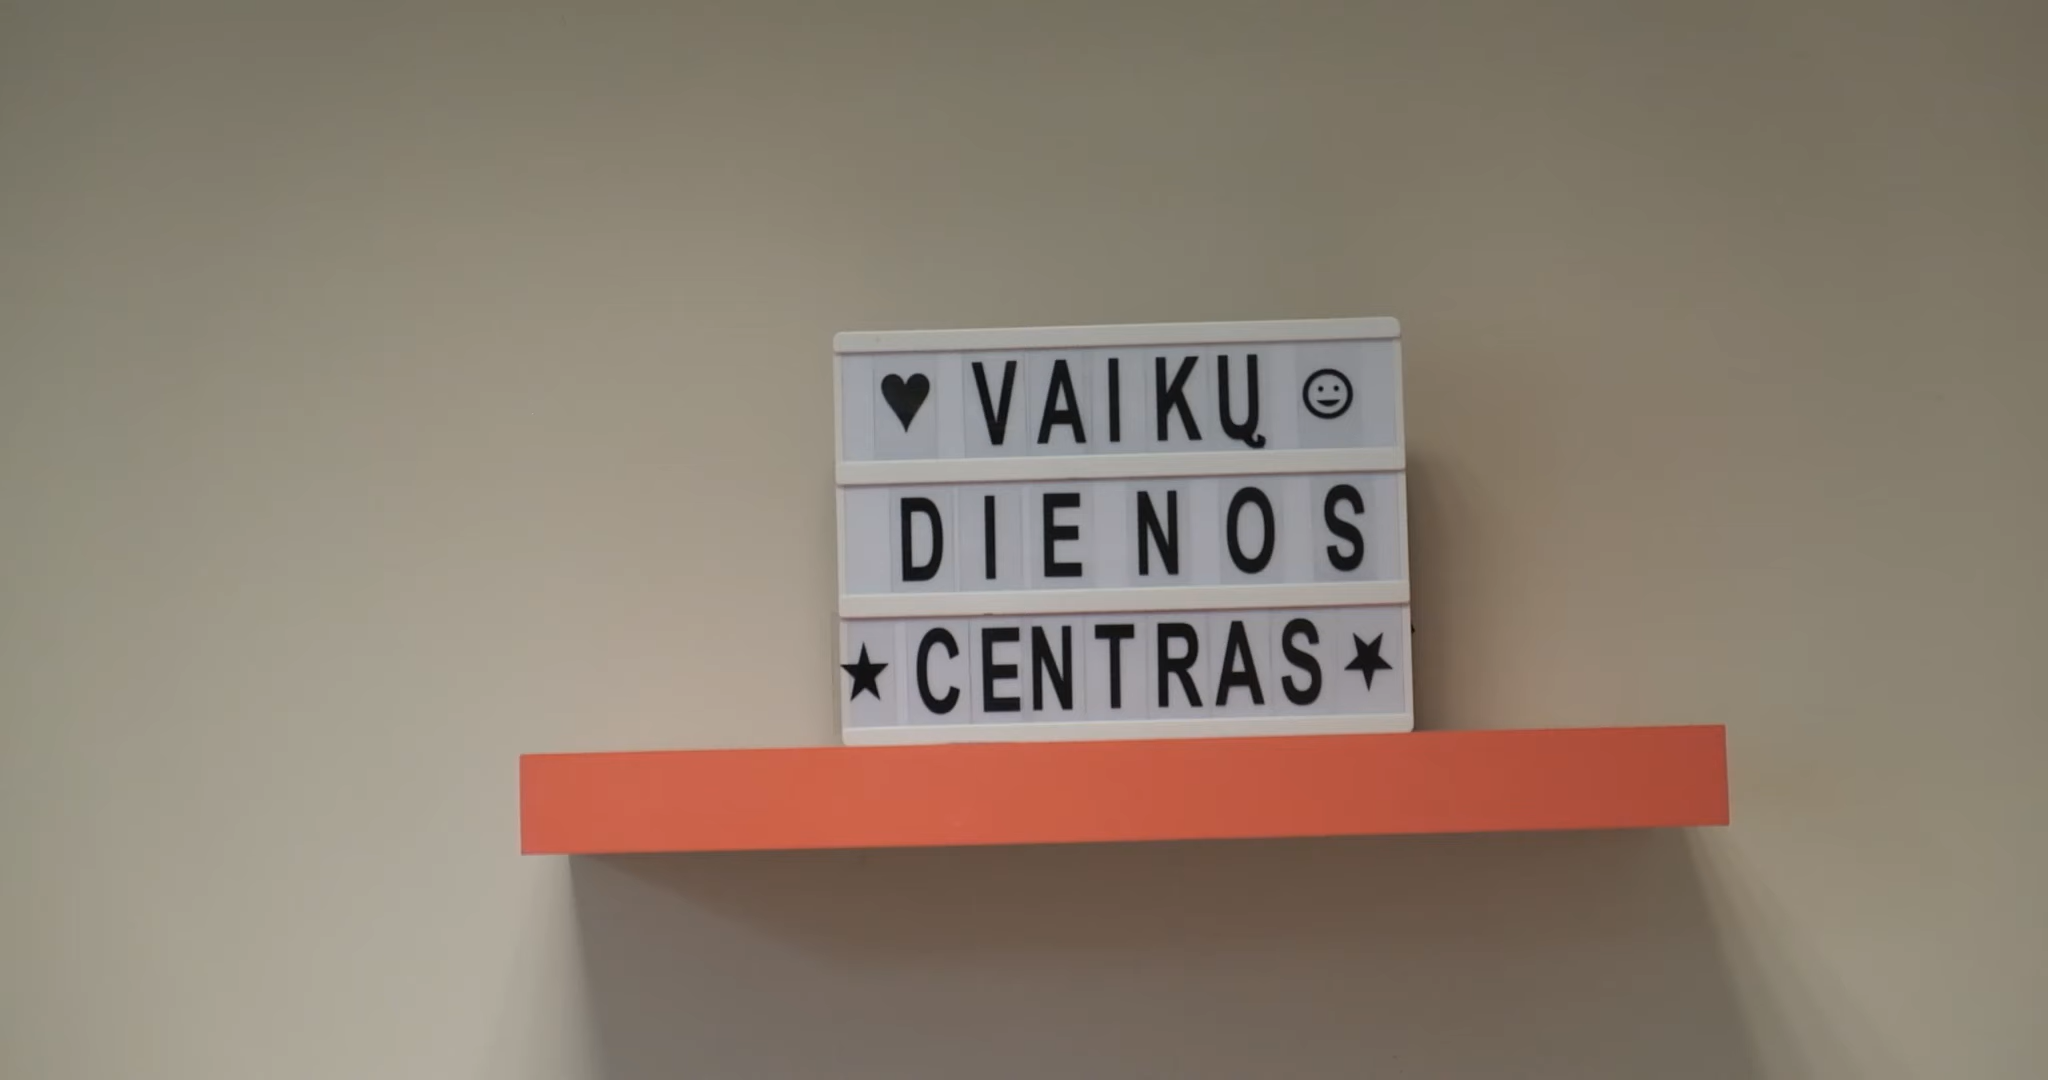 ♥ VAIKŲ ☺
DIENOS
★ CENTRAS ★